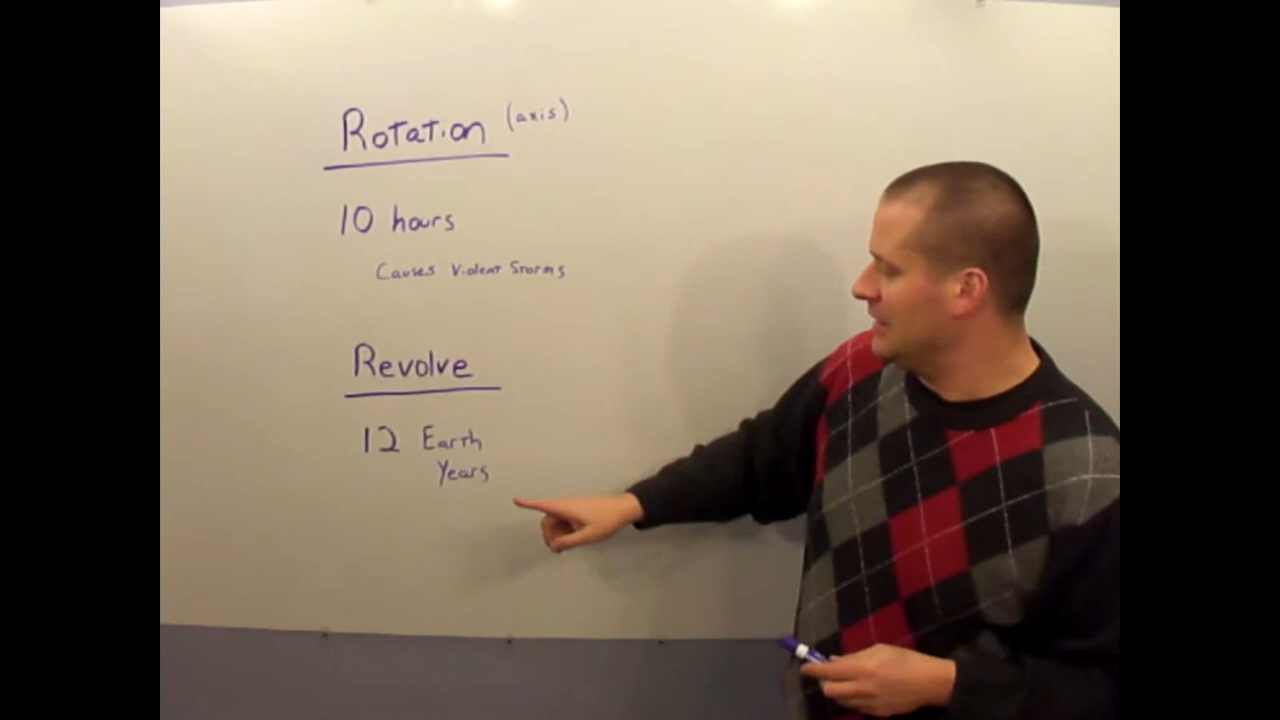 Rotation (axis)
10 hours
Causes Violent Storms
Revolve
12 Earth
Years